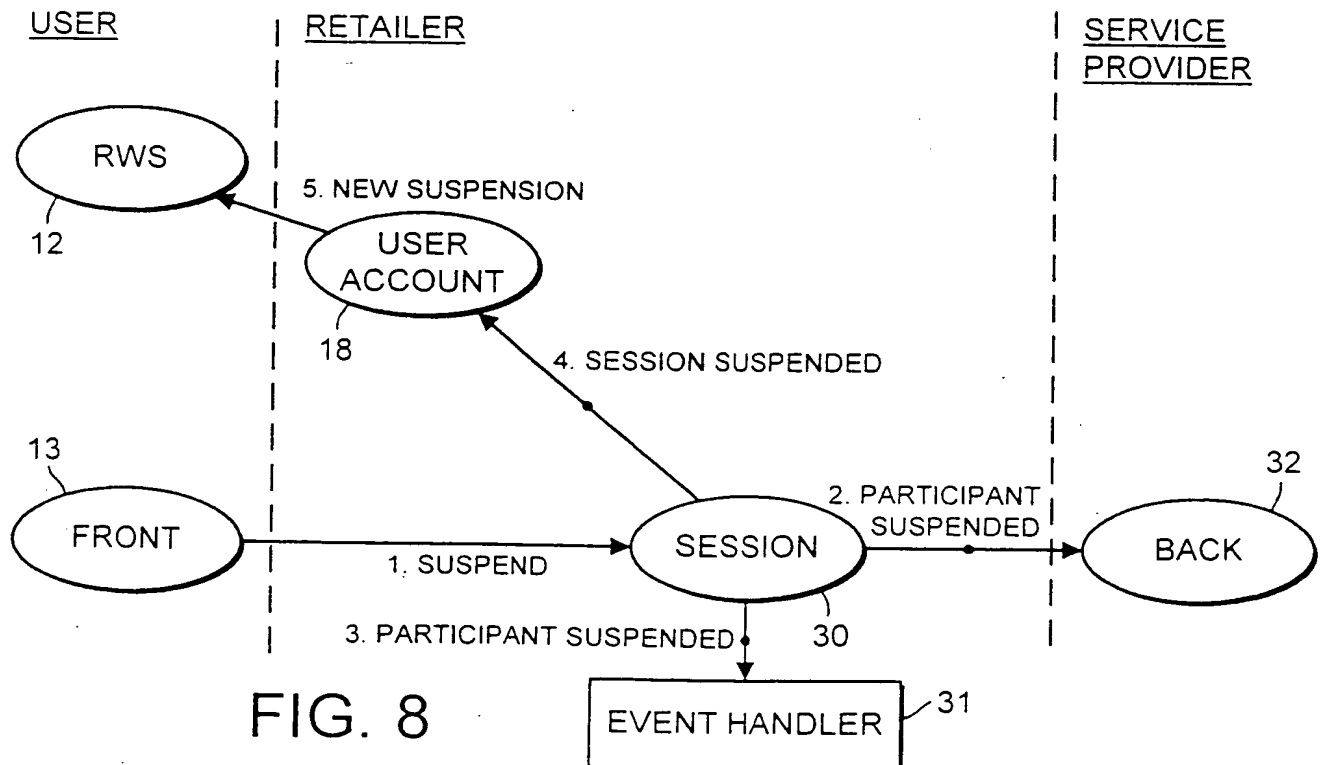 USER
RETAILER
SERVICE
PROVIDER
RWS
12
5. NEW SUSPENSION
USER
ACCOUNT
18
4. SESSION SUSPENDED
13
FRONT
1. SUSPEND
SESSION
30
2. PARTICIPANT
SUSPENDED
32
BACK
3. PARTICIPANT SUSPENDED
EVENT HANDLER
31
FIG. 8